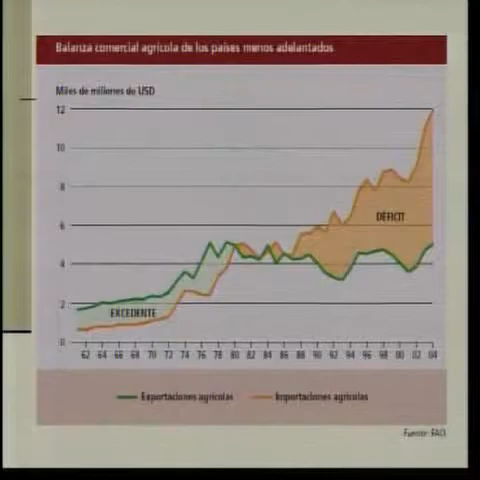 Balanza comercial agrícola de los países menos adelantados
Miles de millones de USD
12
10
8
6
4
2
0
DÉFICIT
EXCEDENTE
62 64 66 68 70 72 74 76 78 80 82 84 86 88 90 92 94 96 98 00 02 04
Exportaciones agrícolas Importaciones agrícolas
Fuente: FAO